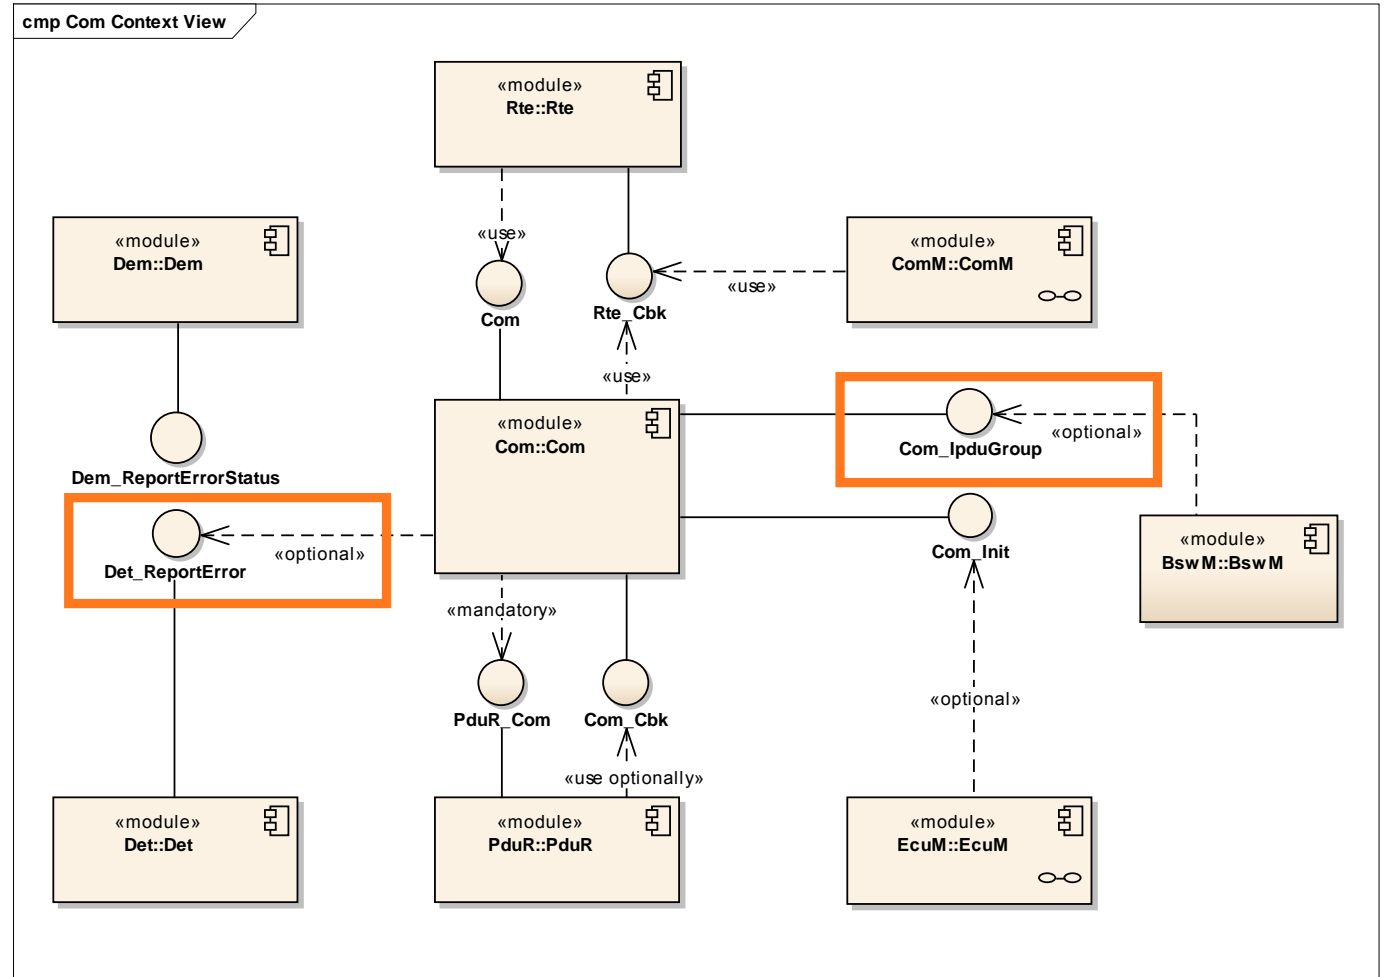 cmp Com Context View
«module»
Rte::Rte
«use»
Com
Rte_Cbk
«use»
«module»
ComM::ComM
«module»
Dem::Dem
Dem_ReportErrorStatus
«use»
«module»
Com::Com
Com_IpduGroup
«optional»
Det_ReportError
«optional»
Com_Init
«module»
BswM::BswM
«mandatory»
PduR_Com
Com_Cbk
«optional»
«use optionally»
«module»
Det::Det
«module»
PduR::PduR
«module»
EcuM::EcuM